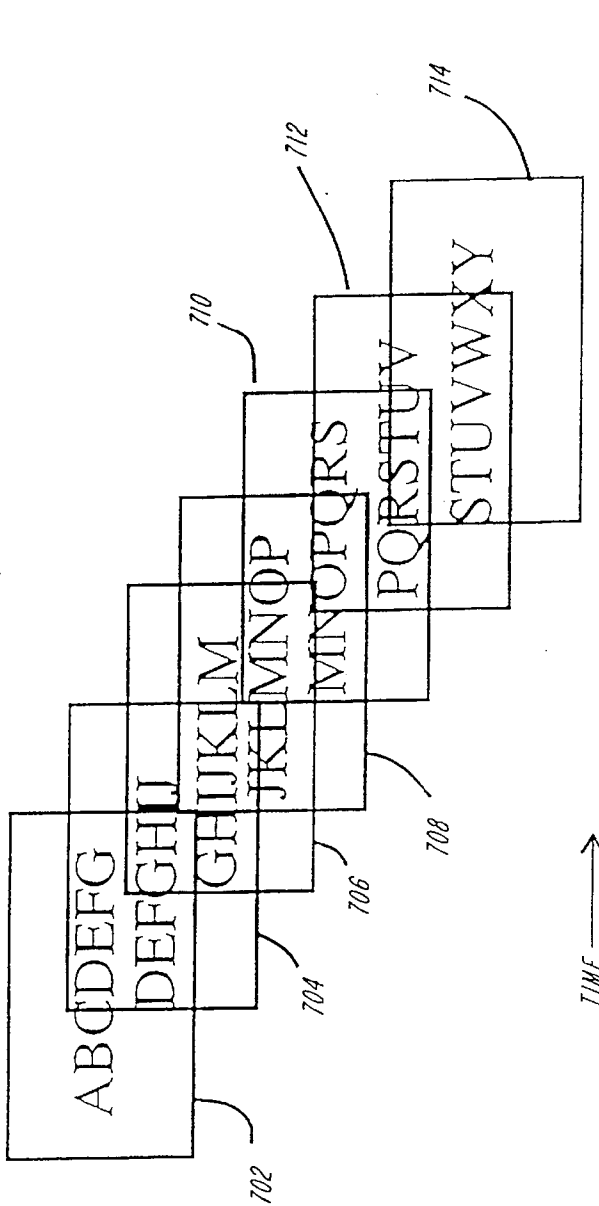 ABCDEFG
DEFGHIJ
GHIJKLM
JKLMNOP
MNOPQRS
PQRSTUV
STUVWXY
702
704
706
708
710
712
714
TIME